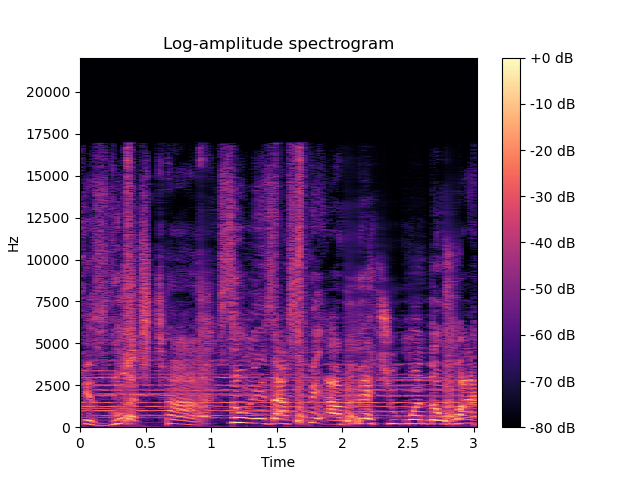 Log-amplitude spectrogram
Hz
20000
17500
15000
12500
10000
7500
5000
2500
0
0 0.5 1 1.5 2 2.5 3
Time
+0 dB
-10 dB
-20 dB
-30 dB
-40 dB
-50 dB
-60 dB
-70 dB
-80 dB